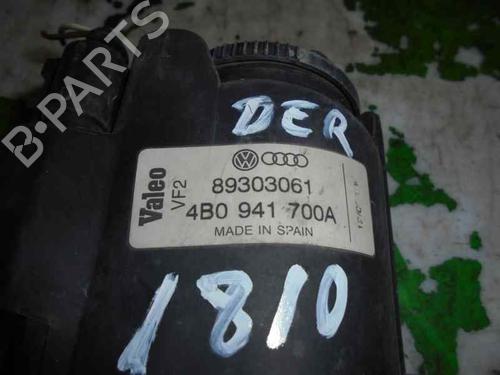 B-PARTS
DER
Valeo
VF2
89303061
4B0 941 700A
MADE IN SPAIN
1810